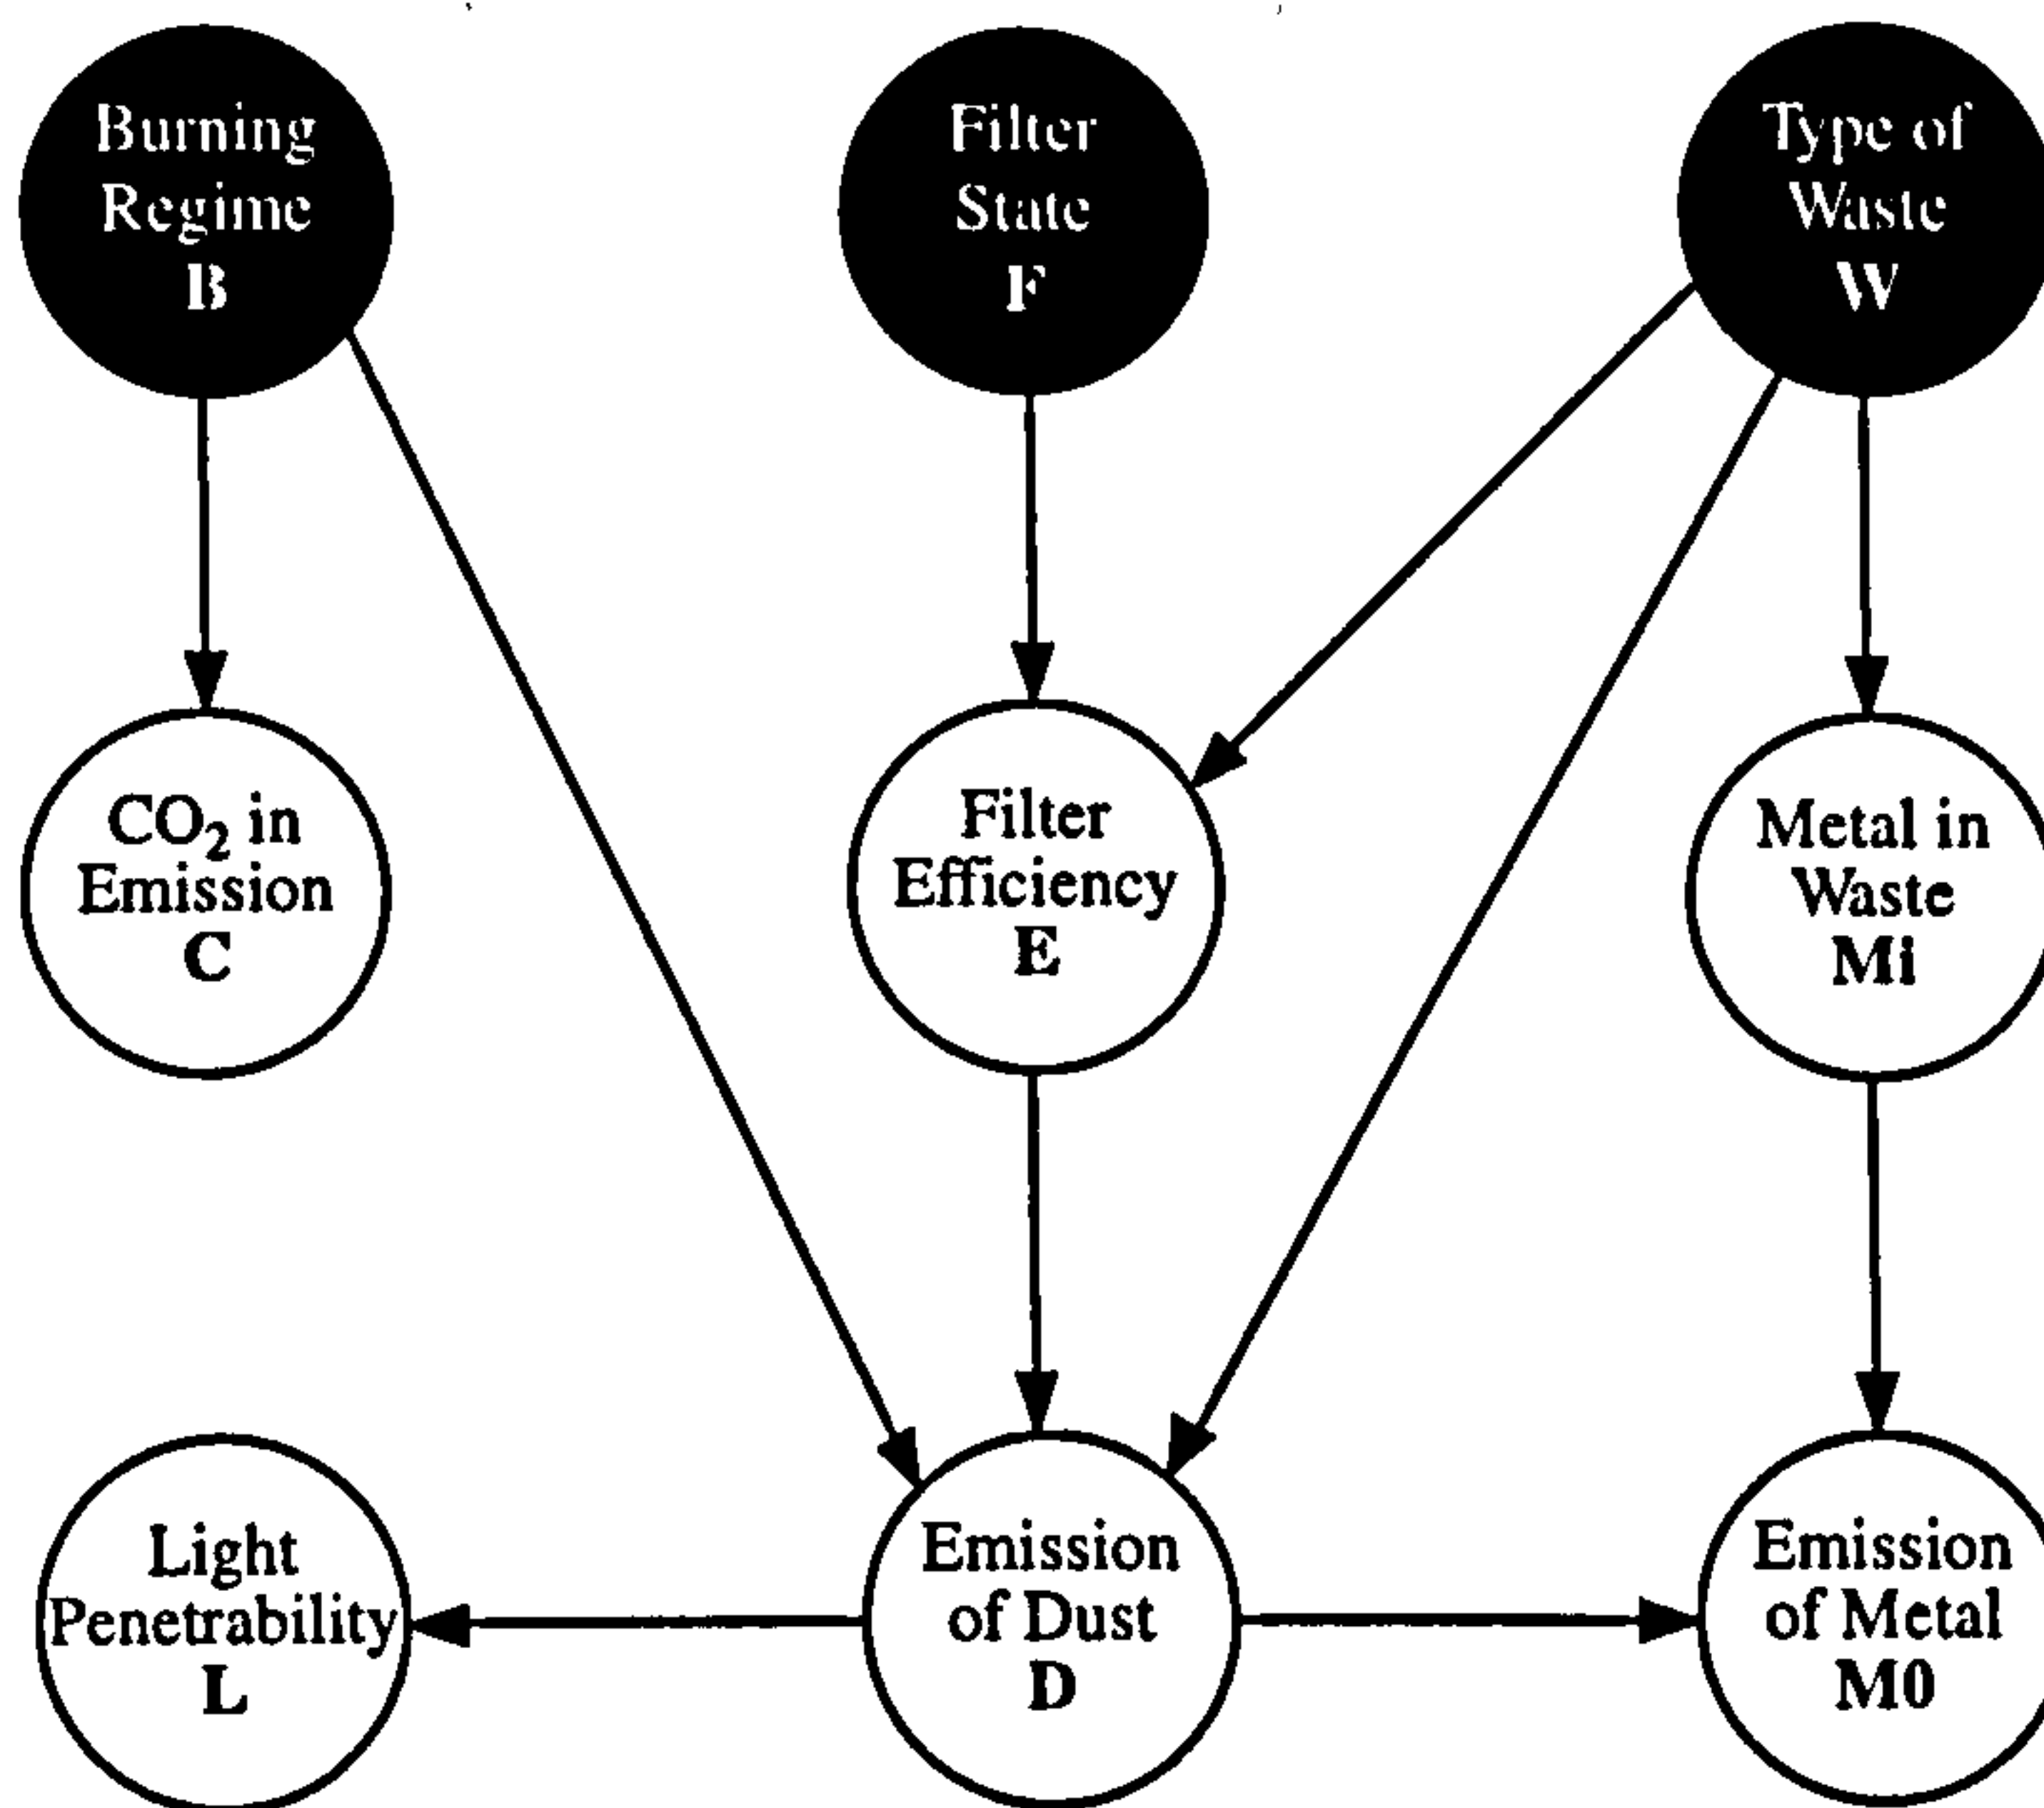 Burning
Regime
B
Filter
State
F
Type of
Waste
W
CO₂ in
Emission
C
Filter
Efficiency
E
Metal in
Waste
Mi
Light
Penetrability
L
Emission
of Dust
D
Emission
of Metal
M0